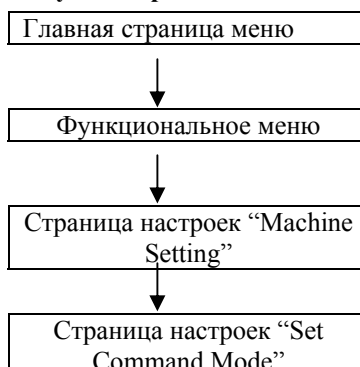 Главная страница меню
Функциональное меню
Страница настроек “Machine
Setting”
Страница настроек “Set
Command Mode”